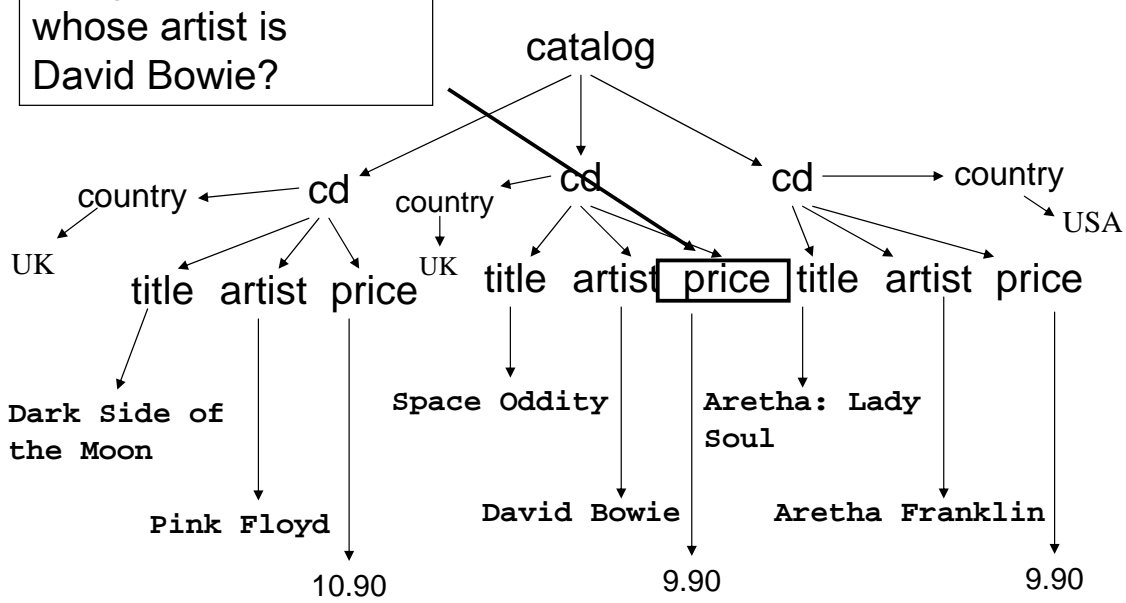 whose artist is
David Bowie?
catalog
country cd country cd cd country
UK UK USA
title artist price title artist price title artist price
Dark Side of
the Moon
Space Oddity
Aretha: Lady
Soul
Pink Floyd David Bowie Aretha Franklin
10.90 9.90 9.90